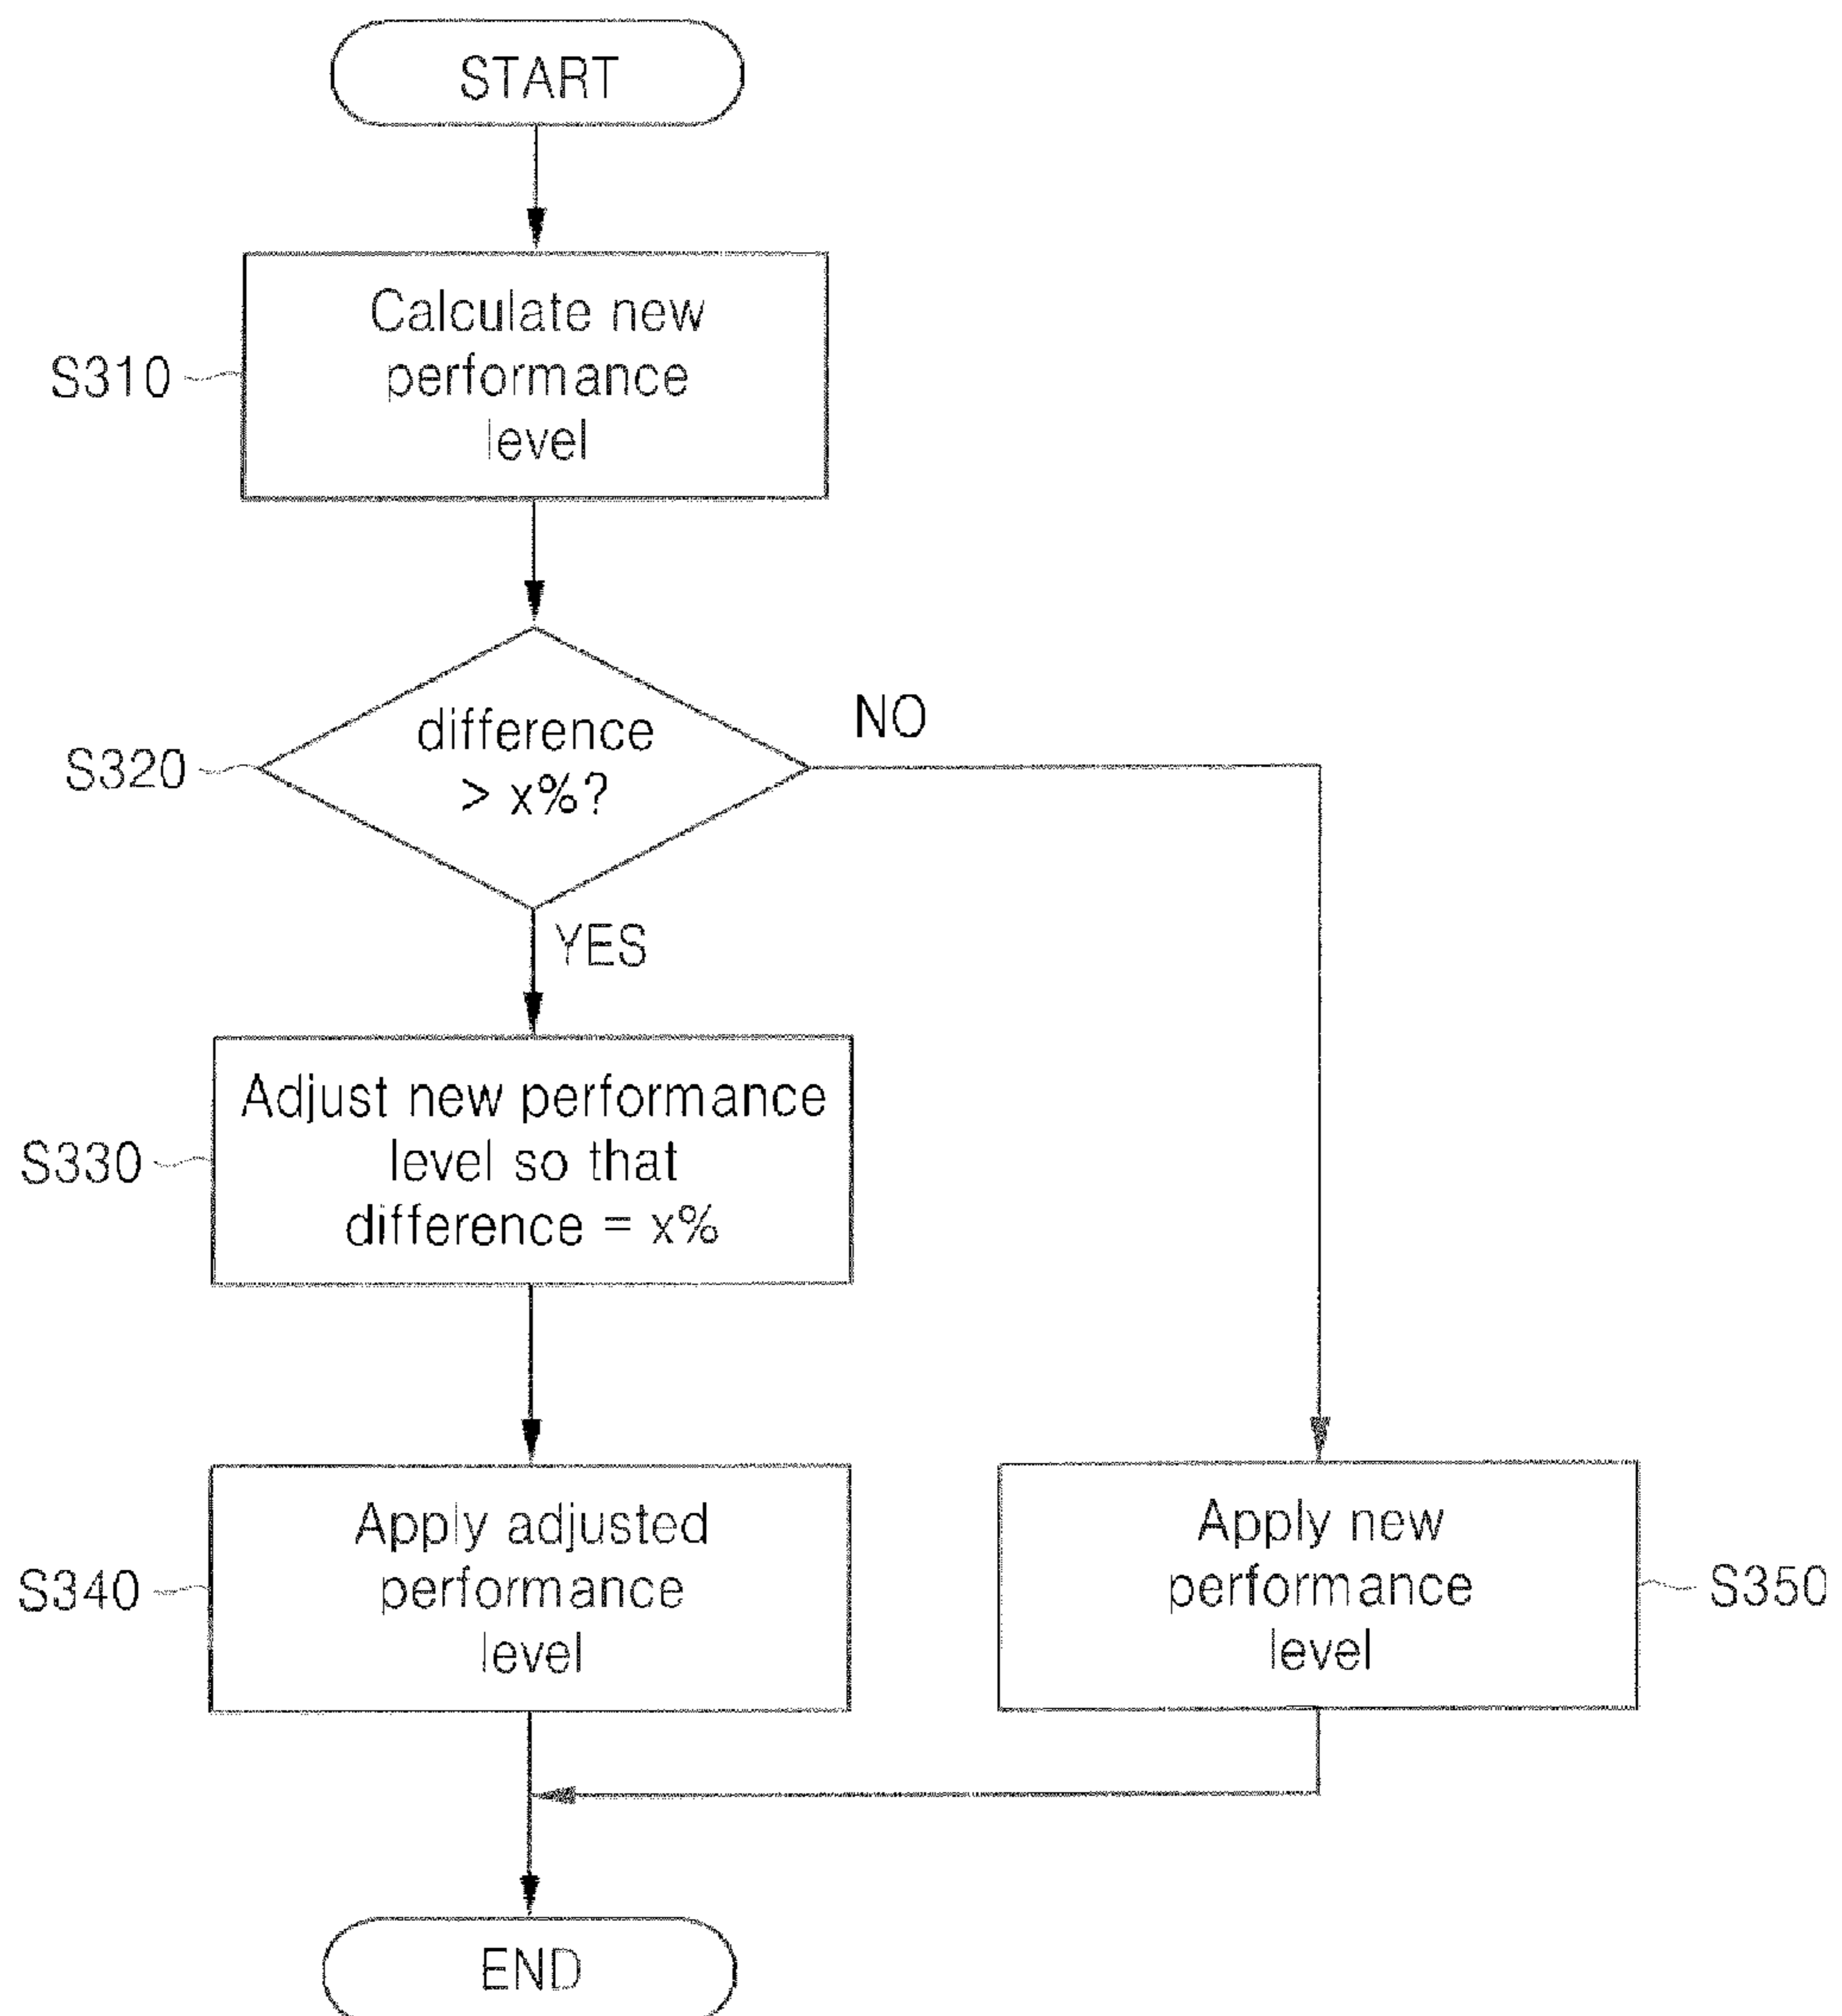 START
S310
Calculate new
performance
level
S320
difference
> x%?
NO
YES
S330
Adjust new performance
level so that
difference = x%
S340
Apply adjusted
performance
level
Apply new
performance
level
S350
END